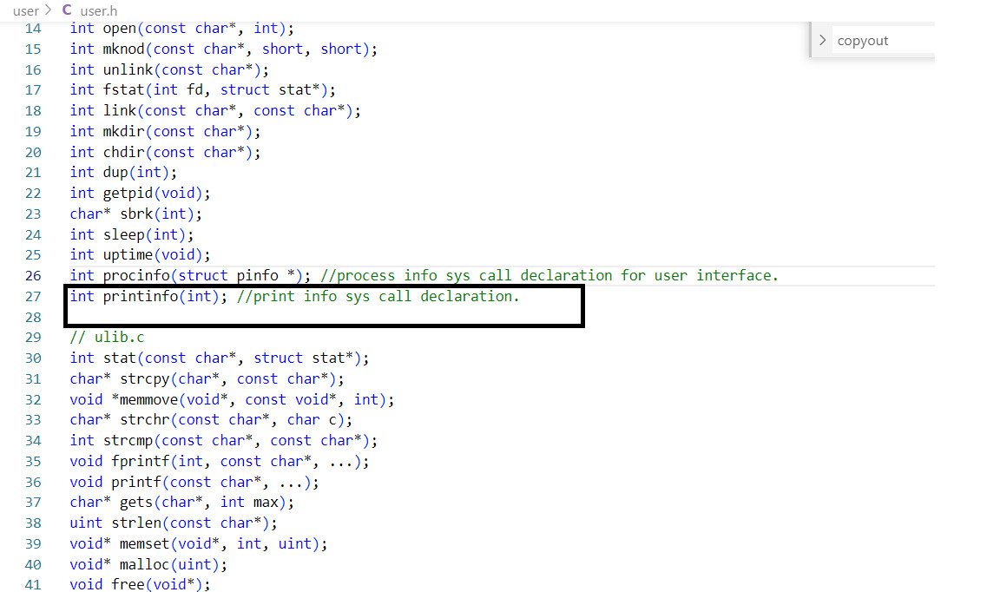 user > C user.h
copyout
14 int open(const char*, int);
15 int mknod(const char*, short, short);
16 int unlink(const char*);
17 int fstat(int fd, struct stat*);
18 int link(const char*, const char*);
19 int mkdir(const char*);
20 int chdir(const char*);
21 int dup(int);
22 int getpid(void);
23 char* sbrk(int);
24 int sleep(int);
25 int uptime(void);
26 int procinfo(struct pinfo *); //process info sys call declaration for user interface.
27 int printinfo(int); //print info sys call declaration.
28
29 // ulib.c
30 int stat(const char*, struct stat*);
31 char* strcpy(char*, const char*);
32 void *memmove(void*, const void*, int);
33 char* strchr(const char*, char c);
34 int strcmp(const char*, const char*);
35 void fprintf(int, const char*, ...);
36 void printf(const char*, ...);
37 char* gets(char*, int max);
38 uint strlen(const char*);
39 void* memset(void*, int, uint);
40 void* malloc(uint);
41 void free(void*);